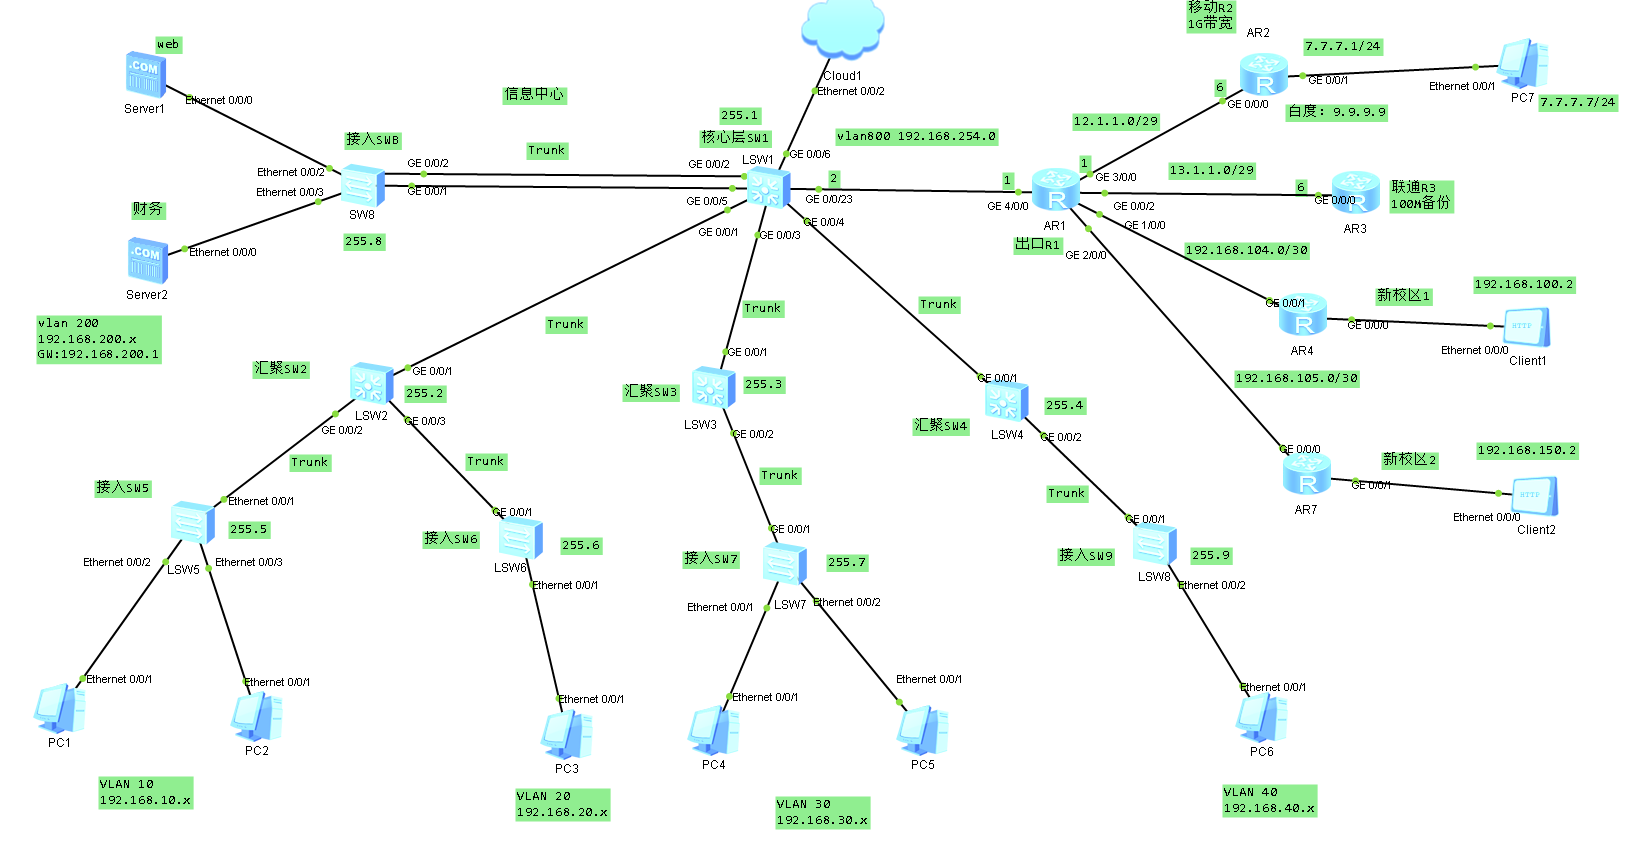 移动R2
1G带宽
AR2
7.7.7.1/24
GE 0/0/1
Ethernet 0/0/1
PC7
7.7.7.7/24
6
GE 0/0/0
白度: 9.9.9.9
web
.COM
Server1
Ethernet 0/0/0
Cloud1
Ethernet 0/0/2
信息中心
255.1
核心层SW1
LSW1
vlan800 192.168.254.0
12.1.1.0/29
接入SW8
Trunk
GE 0/0/2
GE 0/0/2
GE 0/0/6
Ethernet 0/0/2
Ethernet 0/0/3
GE 0/0/1
GE 0/0/5
2
GE 0/0/23
1
GE 4/0/0
1
GE 3/0/0
13.1.1.0/29
6
GE 0/0/0
联通R3
100M备份
AR3
R
R
R
财务
SW8
255.8
Ethernet 0/0/0
.COM
Server2
GE 0/0/1
GE 0/0/3
GE 0/0/4
AR1
出口R1
GE 0/0/2
GE 1/0/0
GE 2/0/0
192.168.104.0/30
vlan 200
192.168.200.x
GW:192.168.200.1
Trunk
Trunk
Trunk
GE 0/0/1
R
AR4
GE 0/0/0
新校区1
192.168.100.2
HTTP
Ethernet 0/0/0
Client1
汇聚SW2
GE 0/0/1
255.2
LSW2
GE 0/0/2
GE 0/0/3
GE 0/0/1
汇聚SW3
255.3
LSW3
GE 0/0/2
GE 0/0/1
255.4
汇聚SW4
LSW4
GE 0/0/2
192.168.105.0/30
GE 0/0/0
R
AR7
GE 0/0/1
新校区2
192.168.150.2
HTTP
Ethernet 0/0/0
Client2
Trunk
Trunk
Trunk
Trunk
接入SW5
Ethernet 0/0/1
255.5
LSW5
Ethernet 0/0/2
Ethernet 0/0/3
接入SW6
GE 0/0/1
255.6
LSW6
Ethernet 0/0/1
接入SW7
GE 0/0/1
255.7
LSW7
Ethernet 0/0/1
Ethernet 0/0/2
接入SW9
GE 0/0/1
255.9
LSW8
Ethernet 0/0/2
Ethernet 0/0/1
PC1
Ethernet 0/0/1
PC2
Ethernet 0/0/1
PC3
Ethernet 0/0/1
PC4
Ethernet 0/0/1
PC5
Ethernet 0/0/1
PC6
VLAN 10
192.168.10.x
VLAN 20
192.168.20.x
VLAN 30
192.168.30.x
VLAN 40
192.168.40.x